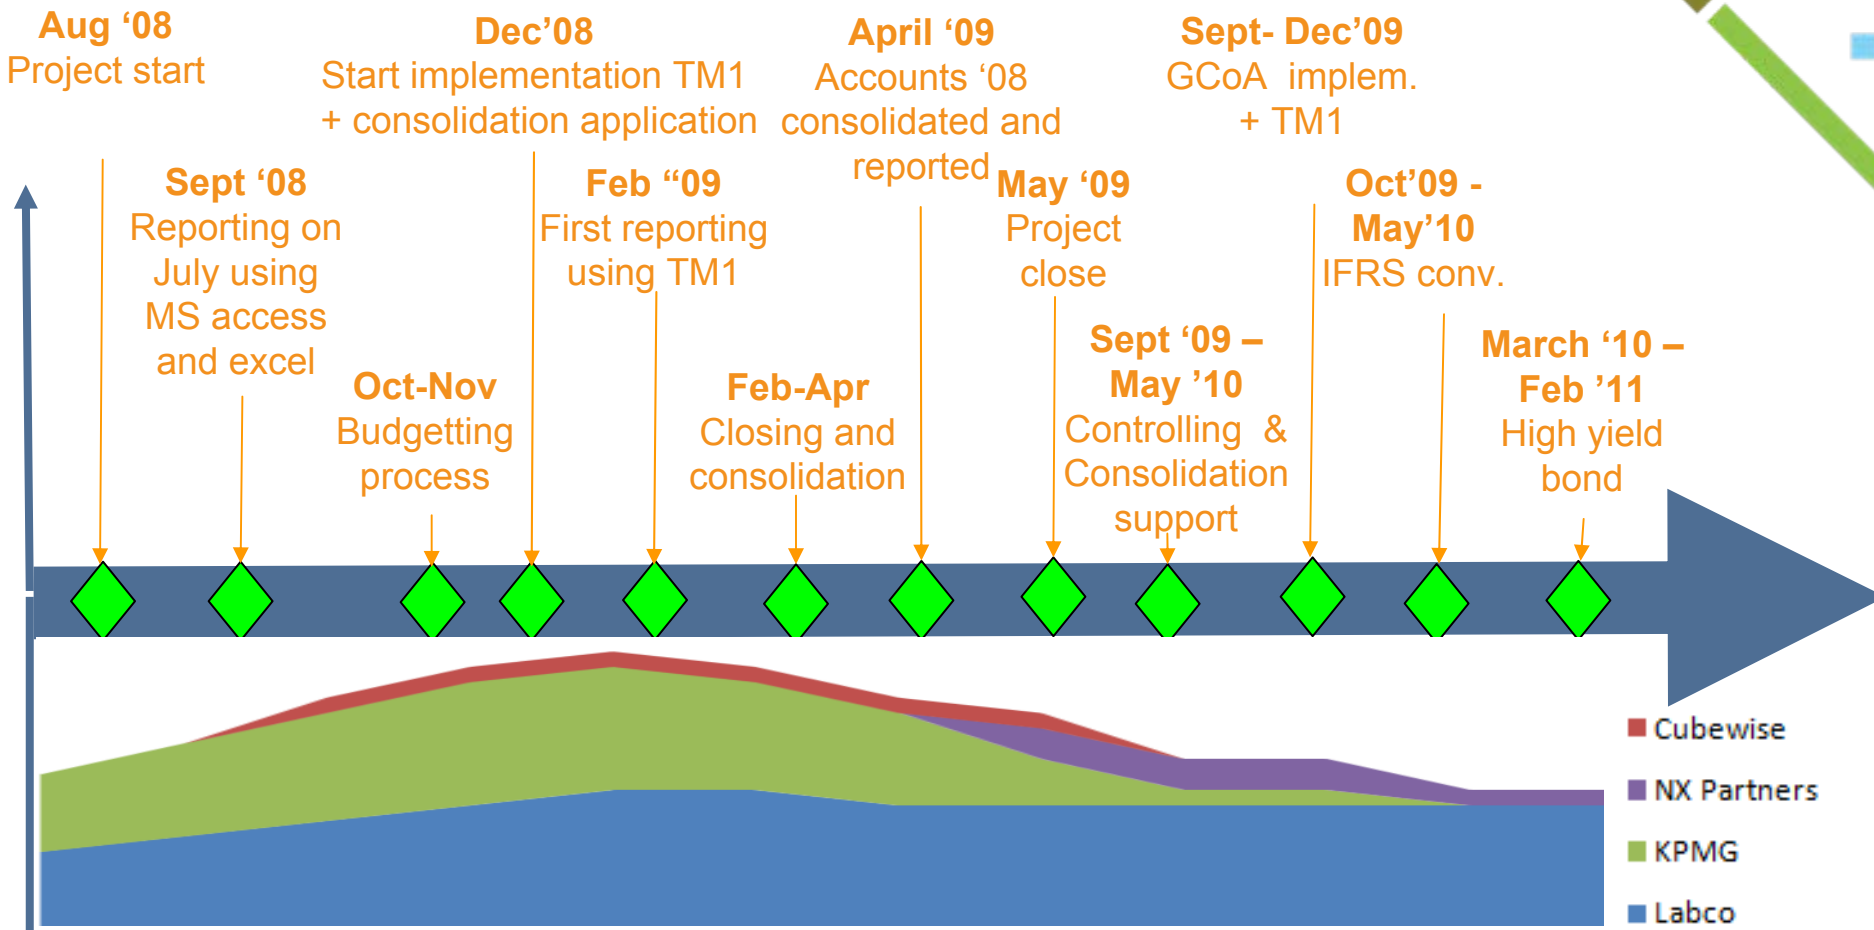 Aug ‘08
Project start
Sept ‘08
Reporting on
July using
MS access
and excel
Oct-Nov
Budgetting
process
Dec’08
Start implementation TM1
+ consolidation application
Feb “09
First reporting
using TM1
Feb-Apr
Closing and
consolidation
April ‘09
Accounts ‘08
consolidated and
reported
May ‘09
Project
close
Sept ‘09 –
May ’10
Controlling &
Consolidation
support
Sept- Dec’09
GCoA implem.
+ TM1
Oct’09 -
May’10
IFRS conv.
March ‘10 –
Feb ’11
High yield
bond
Cubewise
NX Partners
KPMG
Labco